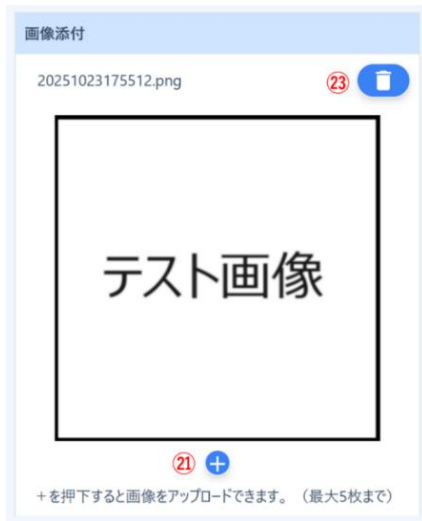 画像添付
20251023175512.png ㉓
テスト画像
㉑ +
+を押下すると画像をアップロードできます。（最大5枚まで）